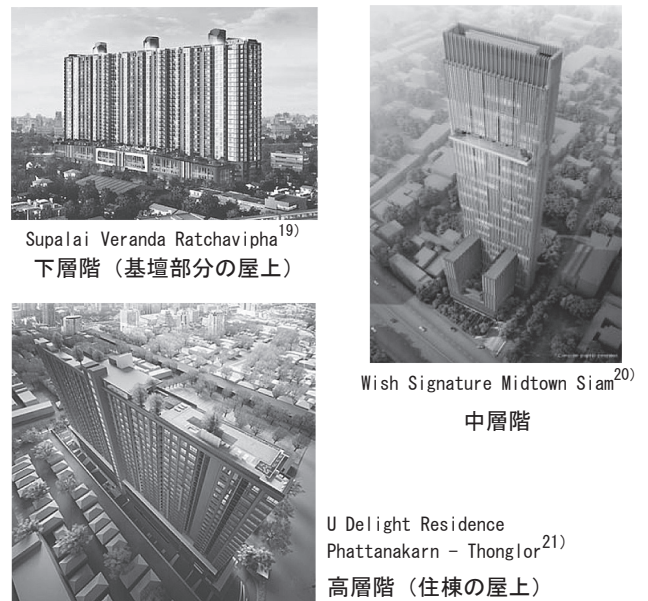 Supalai Veranda Ratchavipha19)
下層階（基壇部分の屋上）
Wish Signature Midtown Siam20)
中層階
U Delight Residence
Phattanakarn – Thonglor21)
高層階（住棟の屋上）